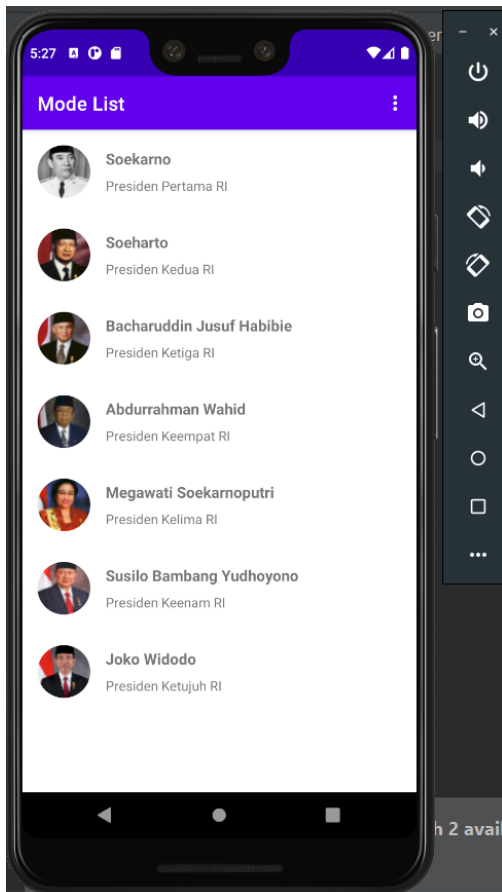 er
5:27
Mode List
Soekarno
Presiden Pertama RI
Soeharto
Presiden Kedua RI
Bacharuddin Jusuf Habibie
Presiden Ketiga RI
Abdurrahman Wahid
Presiden Keempat RI
Megawati Soekarnoputri
Presiden Kelima RI
Susilo Bambang Yudhoyono
Presiden Keenam RI
Joko Widodo
Presiden Ketujuh RI
h 2 avail